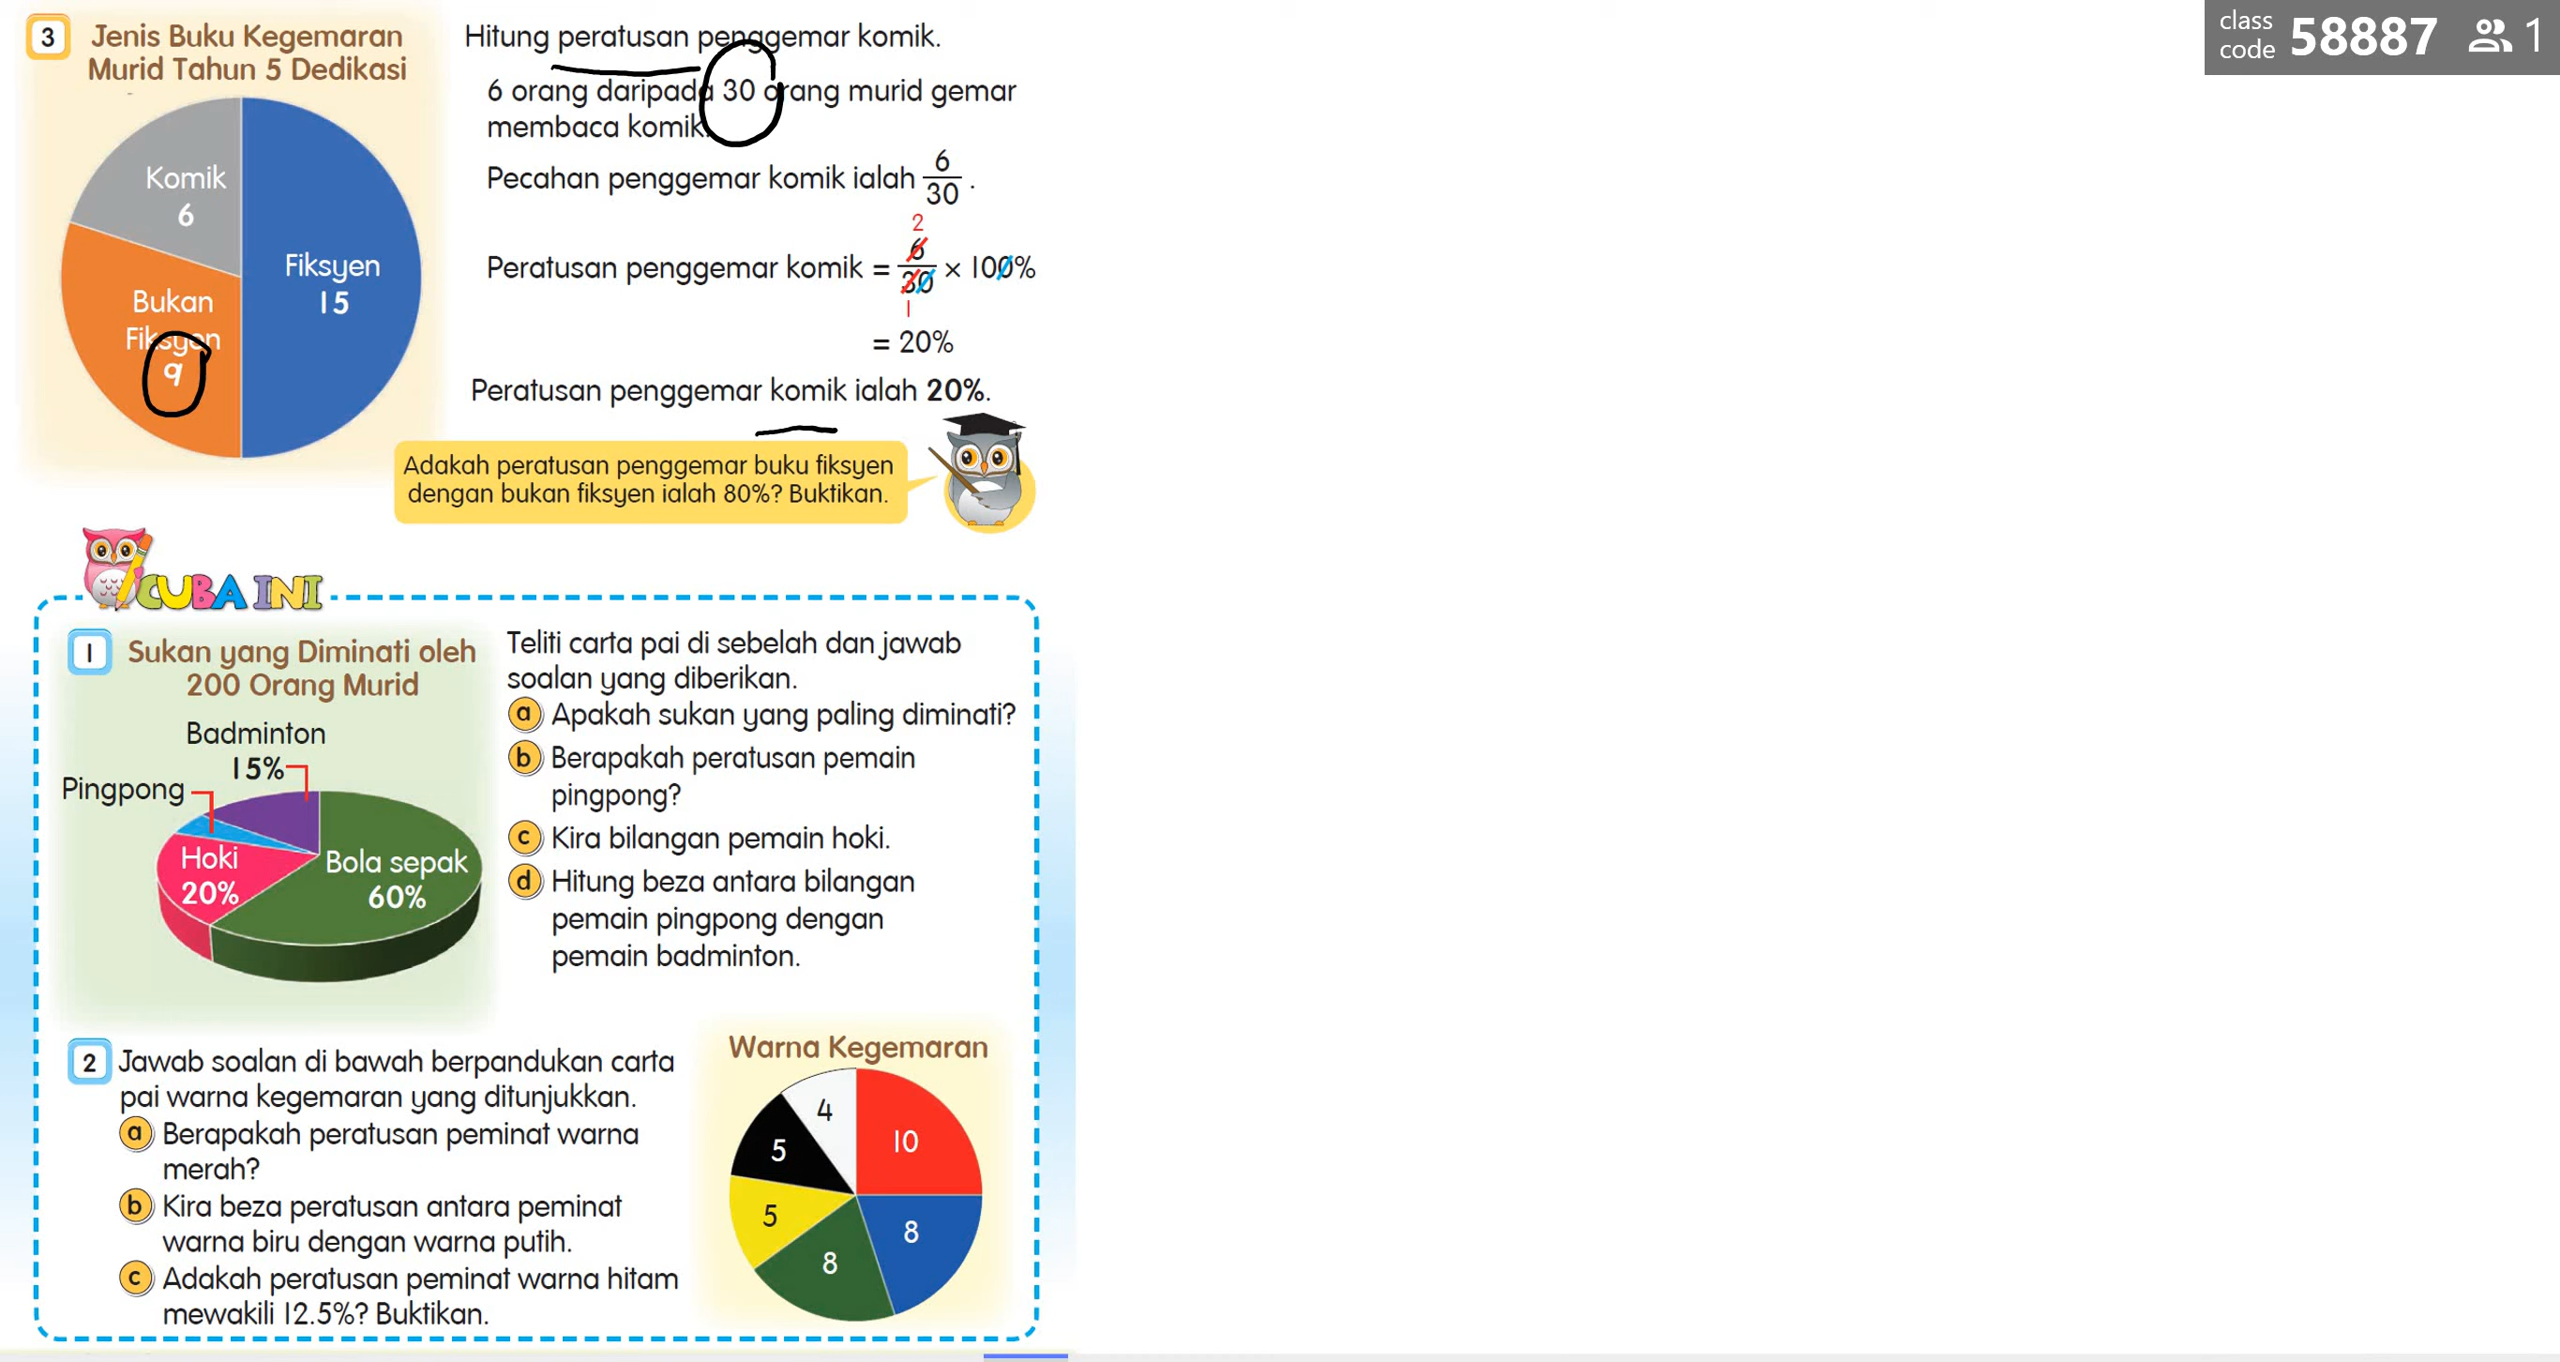 3
Jenis Buku Kegemaran
Murid Tahun 5 Dedikasi
Komik
6
Fiksyen
15
Bukan
Fiksyen
9
Hitung peratusan penggemar komik.
6 orang daripada 30 orang murid gemar
membaca komik.
Pecahan penggemar komik ialah 6/30.
2
Peratusan penggemar komik = 6/30 × 100%
1
= 20%
Peratusan penggemar komik ialah 20%.
Adakah peratusan penggemar buku fiksyen
dengan bukan fiksyen ialah 80%? Buktikan.
class
code 58887 1
CUBA INI
1
Sukan yang Diminati oleh
200 Orang Murid
Badminton
15%
Pingpong
Hoki
20%
Bola sepak
60%
Teliti carta pai di sebelah dan jawab
soalan yang diberikan.
a Apakah sukan yang paling diminati?
b Berapakah peratusan pemain
pingpong?
c Kira bilangan pemain hoki.
d Hitung beza antara bilangan
pemain pingpong dengan
pemain badminton.
2 Jawab soalan di bawah berpandukan carta
pai warna kegemaran yang ditunjukkan.
a Berapakah peratusan peminat warna
merah?
b Kira beza peratusan antara peminat
warna biru dengan warna putih.
c Adakah peratusan peminat warna hitam
mewakili 12.5%? Buktikan.
Warna Kegemaran
4
10
5
5
8
8